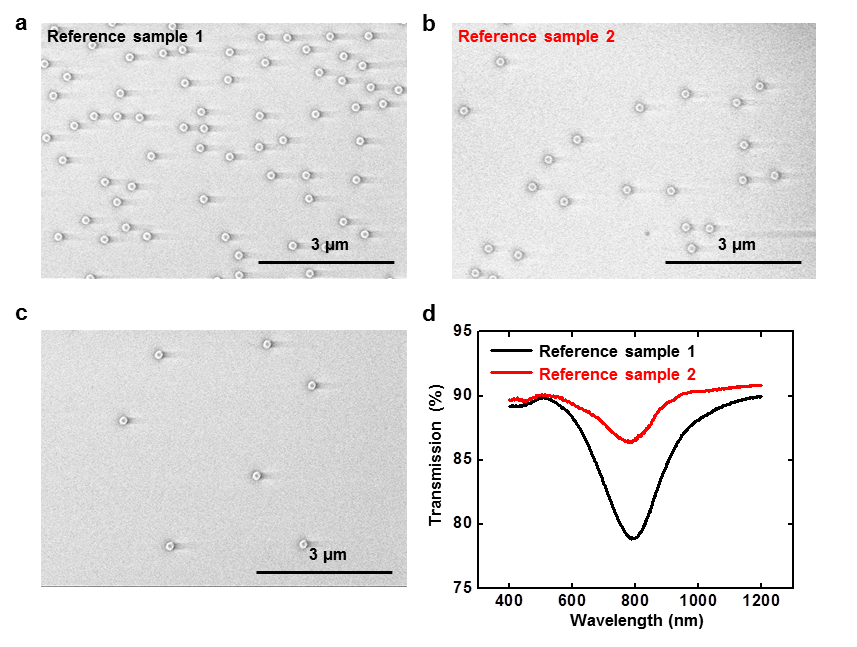 a
Reference sample 1
3 µm
b
Reference sample 2
3 µm
c
3 µm
d
95
90
85
80
75
Transmission (%)
Reference sample 1
Reference sample 2
400 600 800 1000 1200
Wavelength (nm)